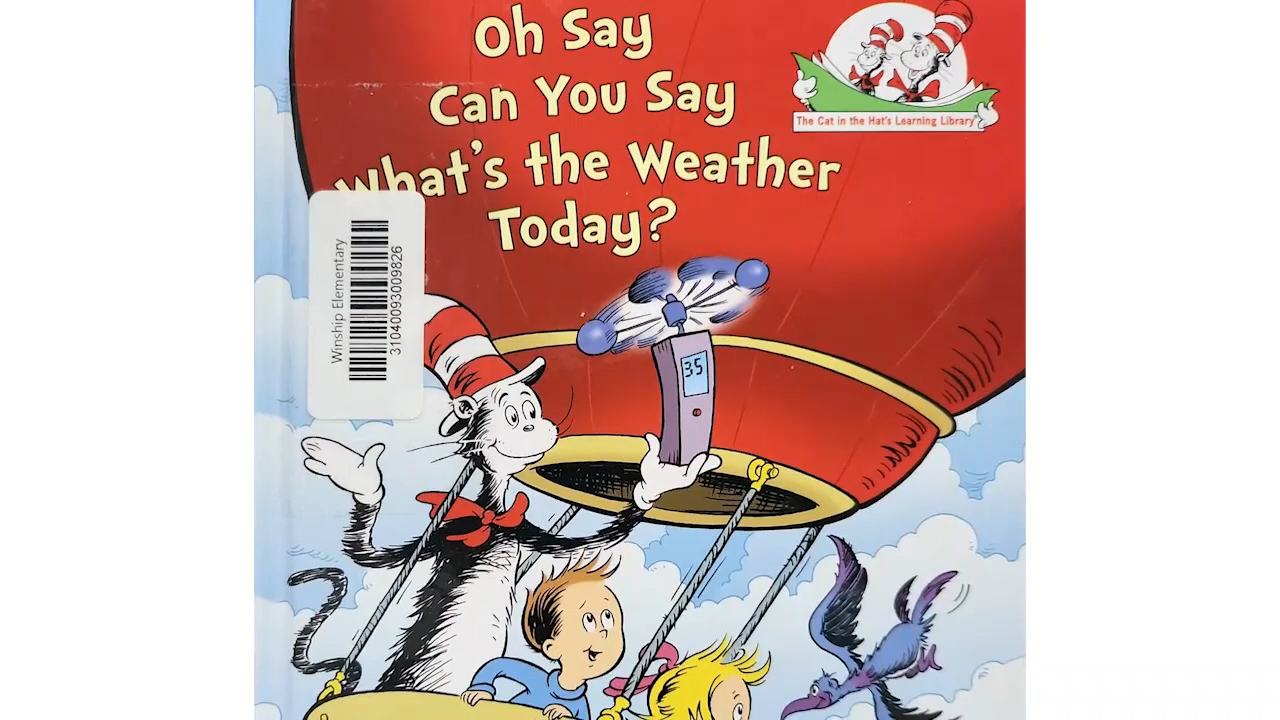 Oh Say
Can You Say
What's the Weather
Today?
The Cat in the Hat's Learning Library
Winship Elementary
31040093009826
35